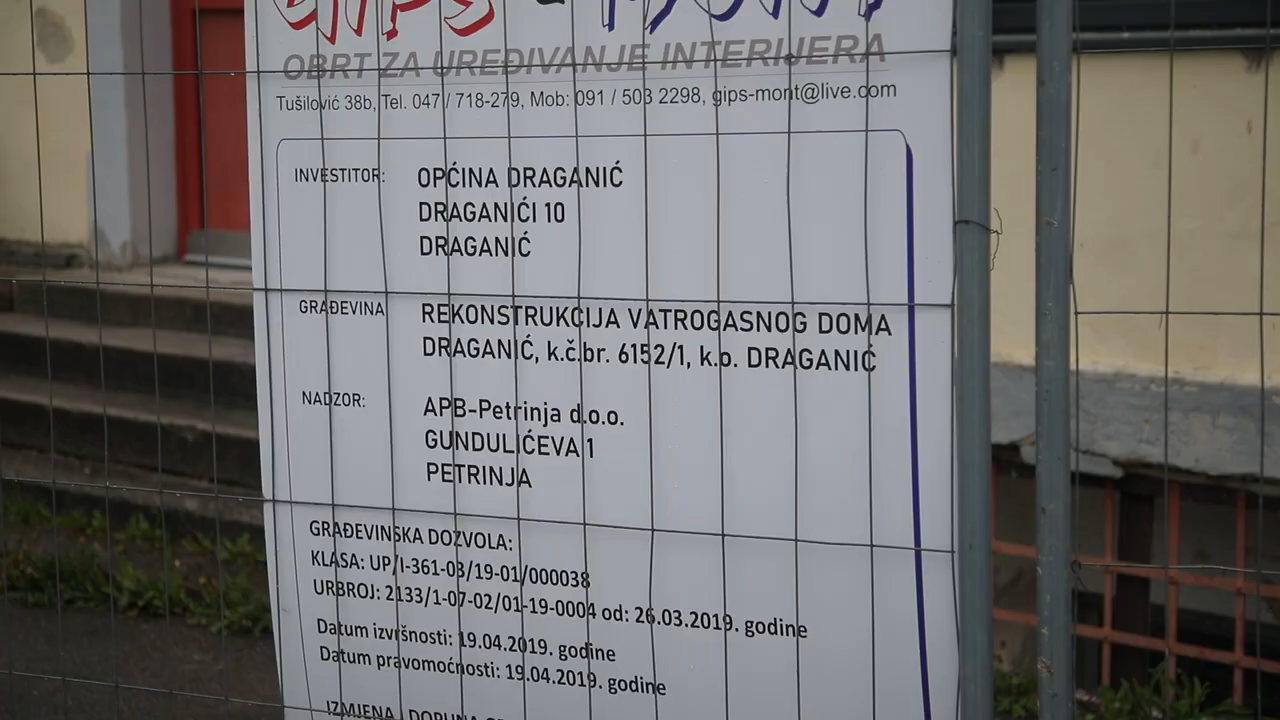 GIPS - MONT
OBRT ZA UREĐIVANJE INTERIJERA
Tušilović 38b, Tel. 047 / 718-279, Mob: 091 / 503 2298, gips-mont@live.com
INVESTITOR: OPĆINA DRAGANIĆ
DRAGANIĆI 10
DRAGANIĆ
GRAĐEVINA REKONSTRUKCIJA VATROGASNOG DOMA
DRAGANIĆ, k.č.br. 6152/1, k.o. DRAGANIĆ
NADZOR: APB-Petrinja d.o.o.
GUNDULIĆEVA 1
PETRINJA
GRAĐEVINSKA DOZVOLA:
KLASA: UP/I-361-03/19-01/000038
URBROJ: 2133/1-07-02/01-19-0004 od: 26.03.2019. godine
Datum izvršnosti: 19.04.2019. godine
Datum pravomoćnosti: 19.04.2019. godine
IZMJENA I DOPUNA